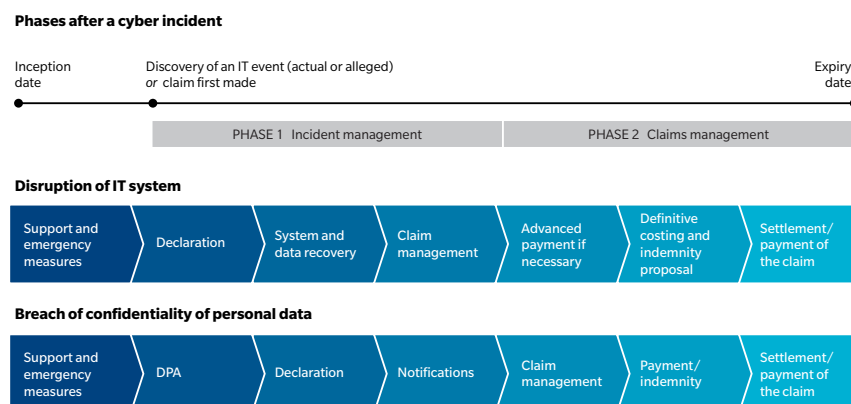 Phases after a cyber incident
Inception
date
Discovery of an IT event (actual or alleged)
or claim first made
Expiry
date
PHASE 1 Incident management
PHASE 2 Claims management
Disruption of IT system
Support and
emergency
measures
Declaration
System and
data recovery
Claim
management
Advanced
payment if
necessary
Definitive
costing and
indemnity
proposal
Settlement/
payment of
the claim
Breach of confidentiality of personal data
Support and
emergency
measures
DPA
Declaration
Notifications
Claim
management
Payment/
indemnity
Settlement/
payment of
the claim